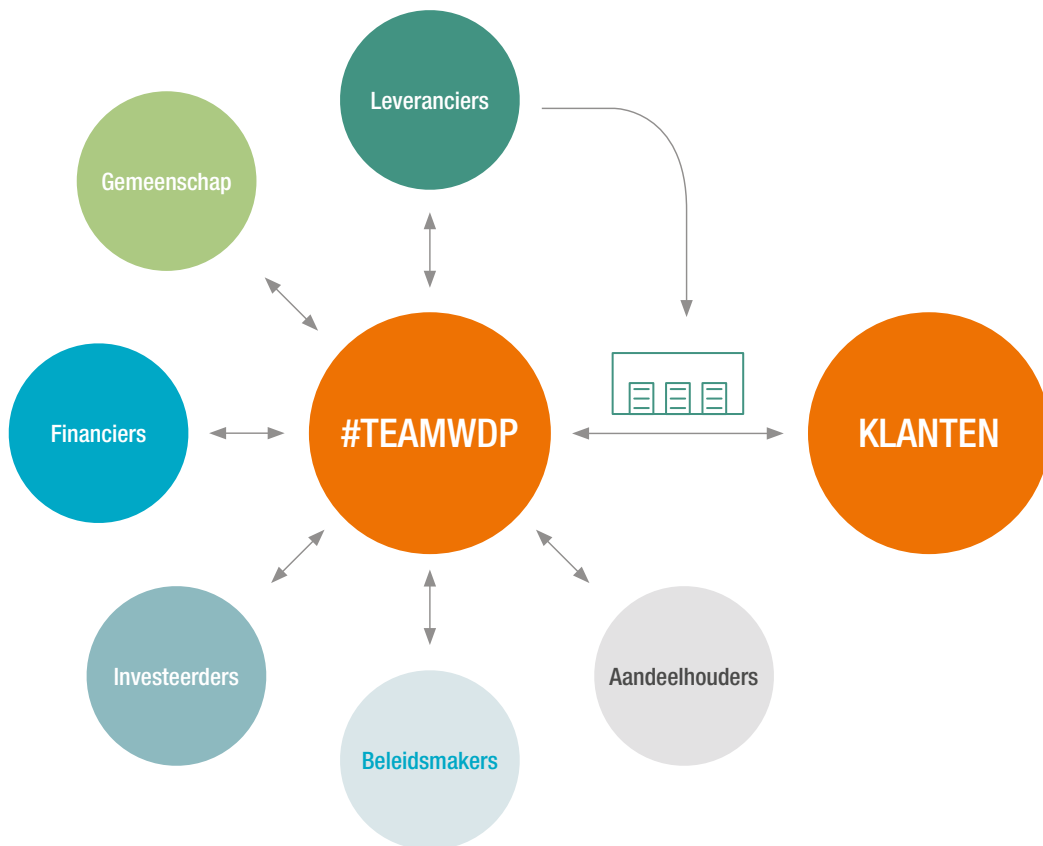 Leveranciers
Gemeenschap
#TEAMWDP
KLANTEN
Financiers
Investeerders
Aandeelhouders
Beleidsmakers